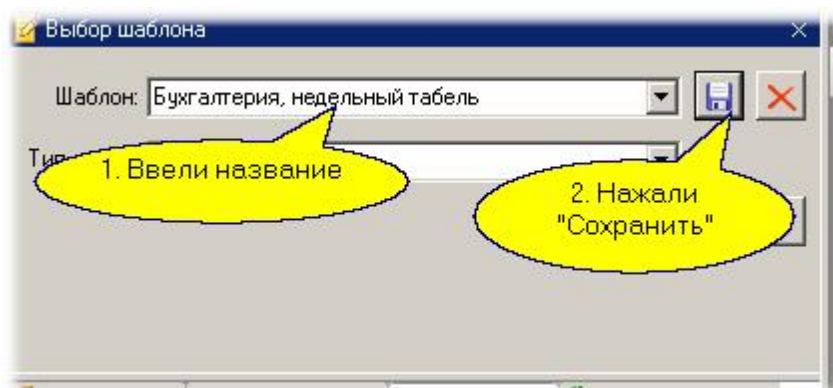 Выбор шаблона
Шаблон: Бухгалтерия, недельный табель
1. Ввели название
2. Нажали
"Сохранить"